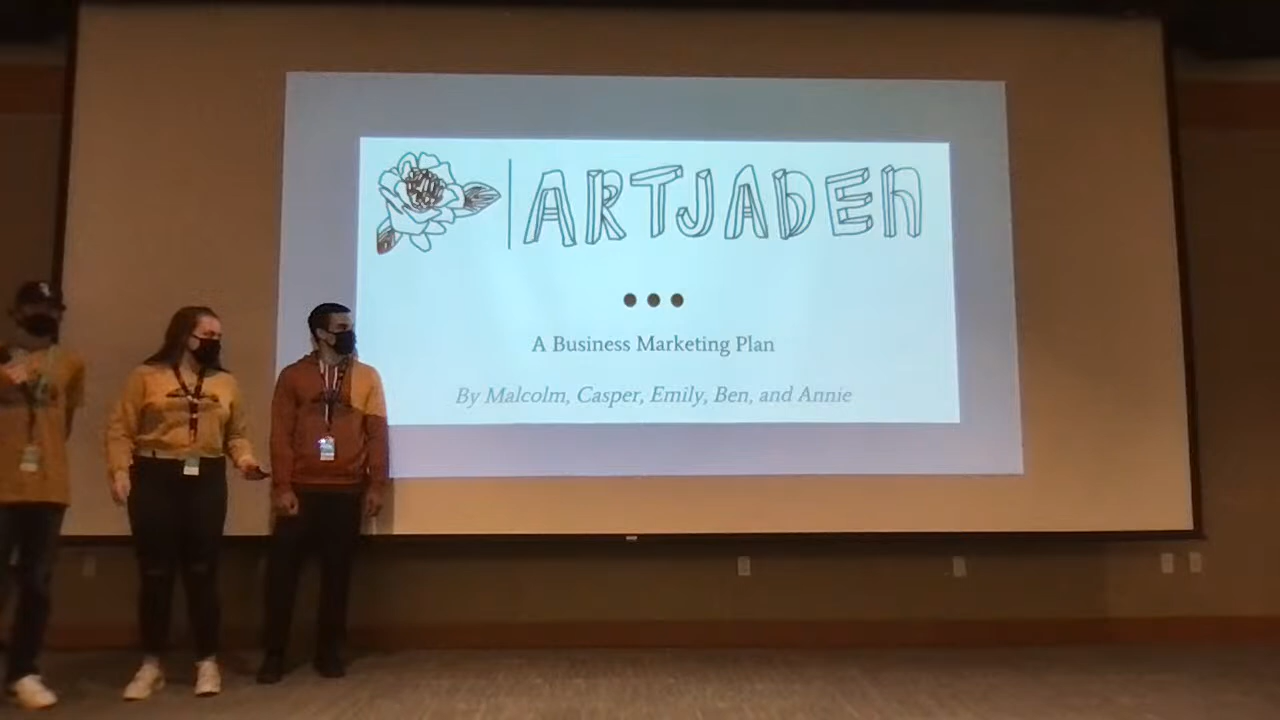 ARTJADEN
A Business Marketing Plan
By Malcolm, Casper, Emily, Ben, and Annie